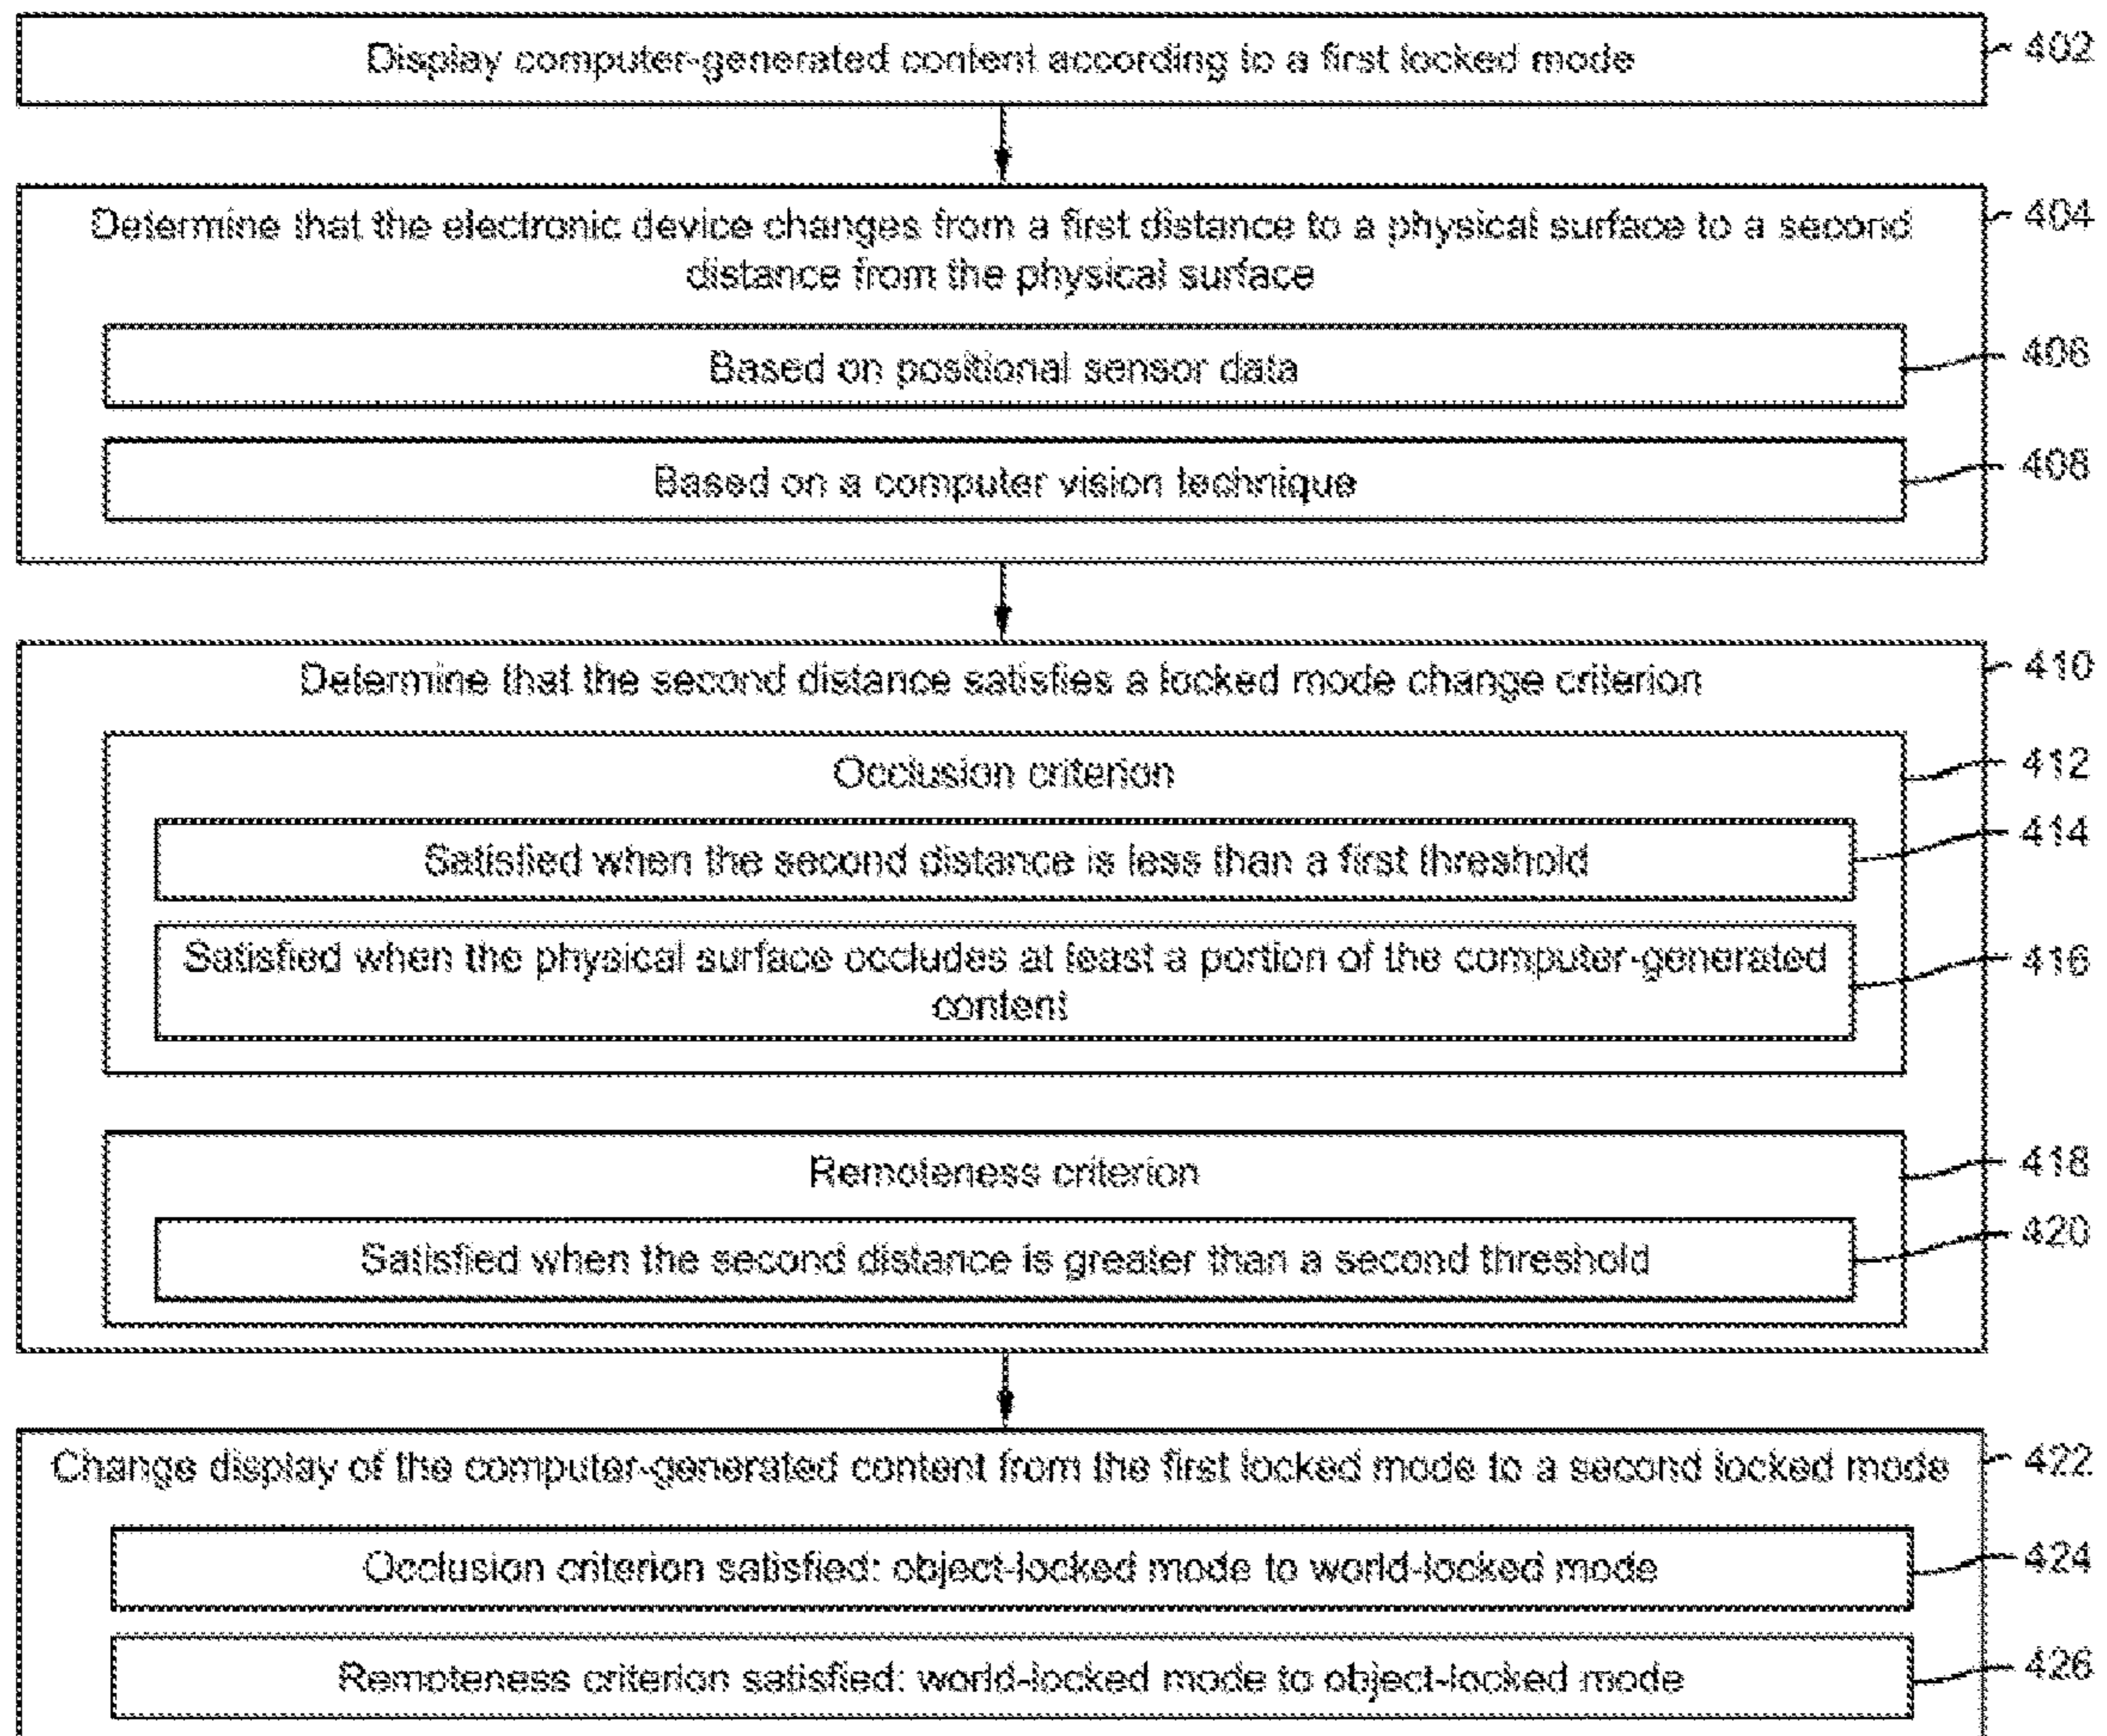 Display computer-generated content according to a first locked mode
402
Determine that the electronic device changes from a first distance to a physical surface to a second
distance from the physical surface
404
Based on positional sensor data
406
Based on a computer vision technique
408
Determine that the second distance satisfies a locked mode change criterion
410
Occlusion criterion
412
Satisfied when the second distance is less than a first threshold
414
Satisfied when the physical surface occludes at least a portion of the computer-generated
content
416
Remoteness criterion
418
Satisfied when the second distance is greater than a second threshold
420
Change display of the computer-generated content from the first locked mode to a second locked mode
422
Occlusion criterion satisfied: object-locked mode to world-locked mode
424
Remoteness criterion satisfied: world-locked mode to object-locked mode
426